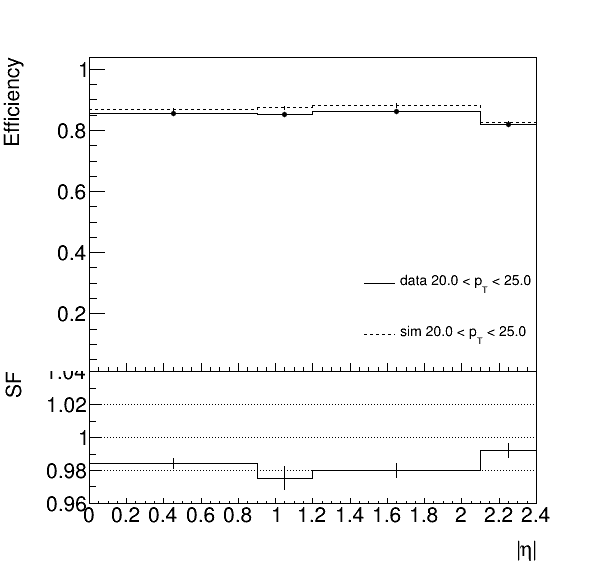 Efficiency
1
0.8
0.6
0.4
0.2
data 20.0 < p_T < 25.0
sim 20.0 < p_T < 25.0
SF
1.04
1.02
1
0.98
0.96
0 0.2 0.4 0.6 0.8 1 1.2 1.4 1.6 1.8 2 2.2 2.4
|η|